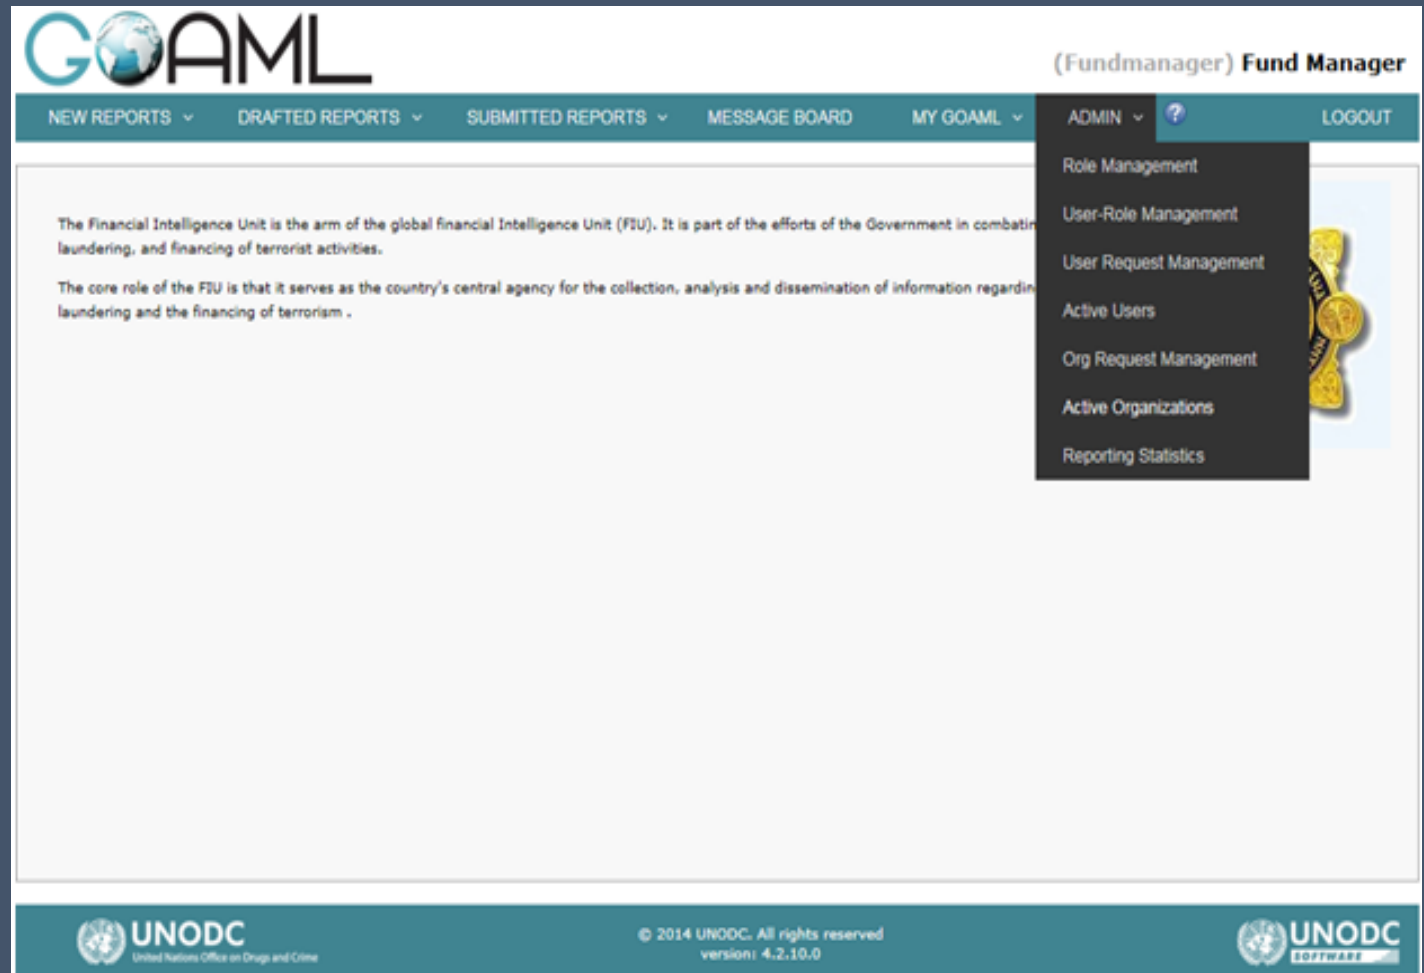 GOAML
(Fundmanager) Fund Manager
NEW REPORTS
DRAFTED REPORTS
SUBMITTED REPORTS
MESSAGE BOARD
MY GOAML
ADMIN
?
LOGOUT
Role Management
User-Role Management
User Request Management
Active Users
Org Request Management
Active Organizations
Reporting Statistics
The Financial Intelligence Unit is the arm of the global financial Intelligence Unit (FIU). It is part of the efforts of the Government in combatin
laundering, and financing of terrorist activities.
The core role of the FIU is that it serves as the country's central agency for the collection, analysis and dissemination of information regardin
laundering and the financing of terrorism .
UNODC
United Nations Office on Drugs and Crime
© 2014 UNODC. All rights reserved
version: 4.2.10.0
UNODC
SOFTWARE